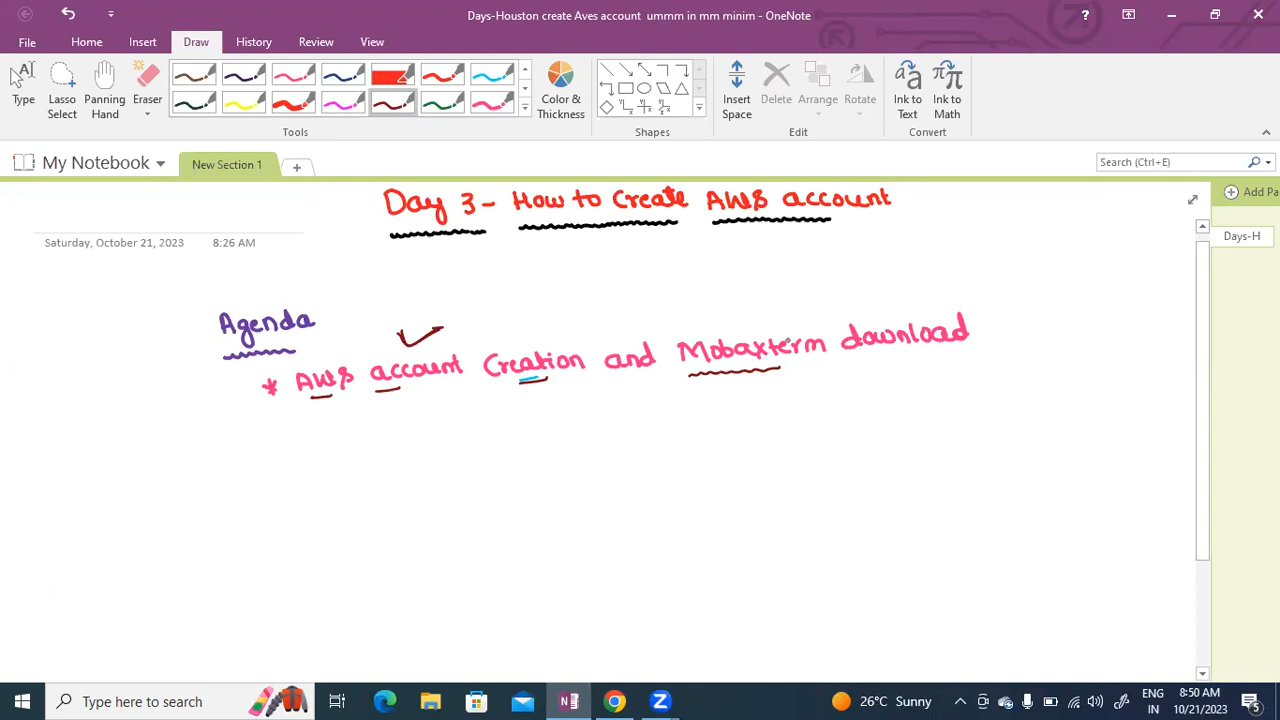 Days-Houston create Aves account ummm in mm minim - OneNote
File Home Insert Draw History Review View
Type
Lasso Select
Panning Hand
Eraser
Color & Thickness
Insert Space
Delete
Arrange
Rotate
Ink to Text
Ink to Math
Tools
Shapes
Edit
Convert
My Notebook
New Section 1
Search (Ctrl+E)
Add Pa
Day 3 - How to Create AWS account
Saturday, October 21, 2023 8:26 AM
Days-H
Agenda
* AWS account Creation and Mobaxterm download
Type here to search
26°C Sunny
ENG
IN
8:50 AM
10/21/2023
5